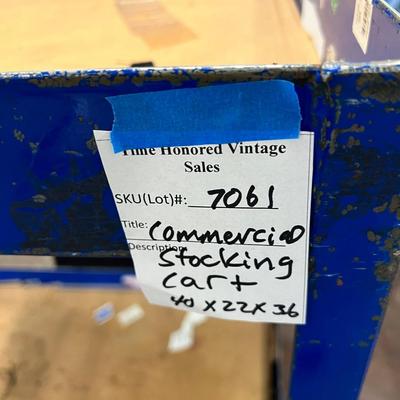 Time Honored Vintage
Sales
SKU(Lot)#: 7061
Title: Commercial
Description
Stocking
Cart
40 x 22 x 36